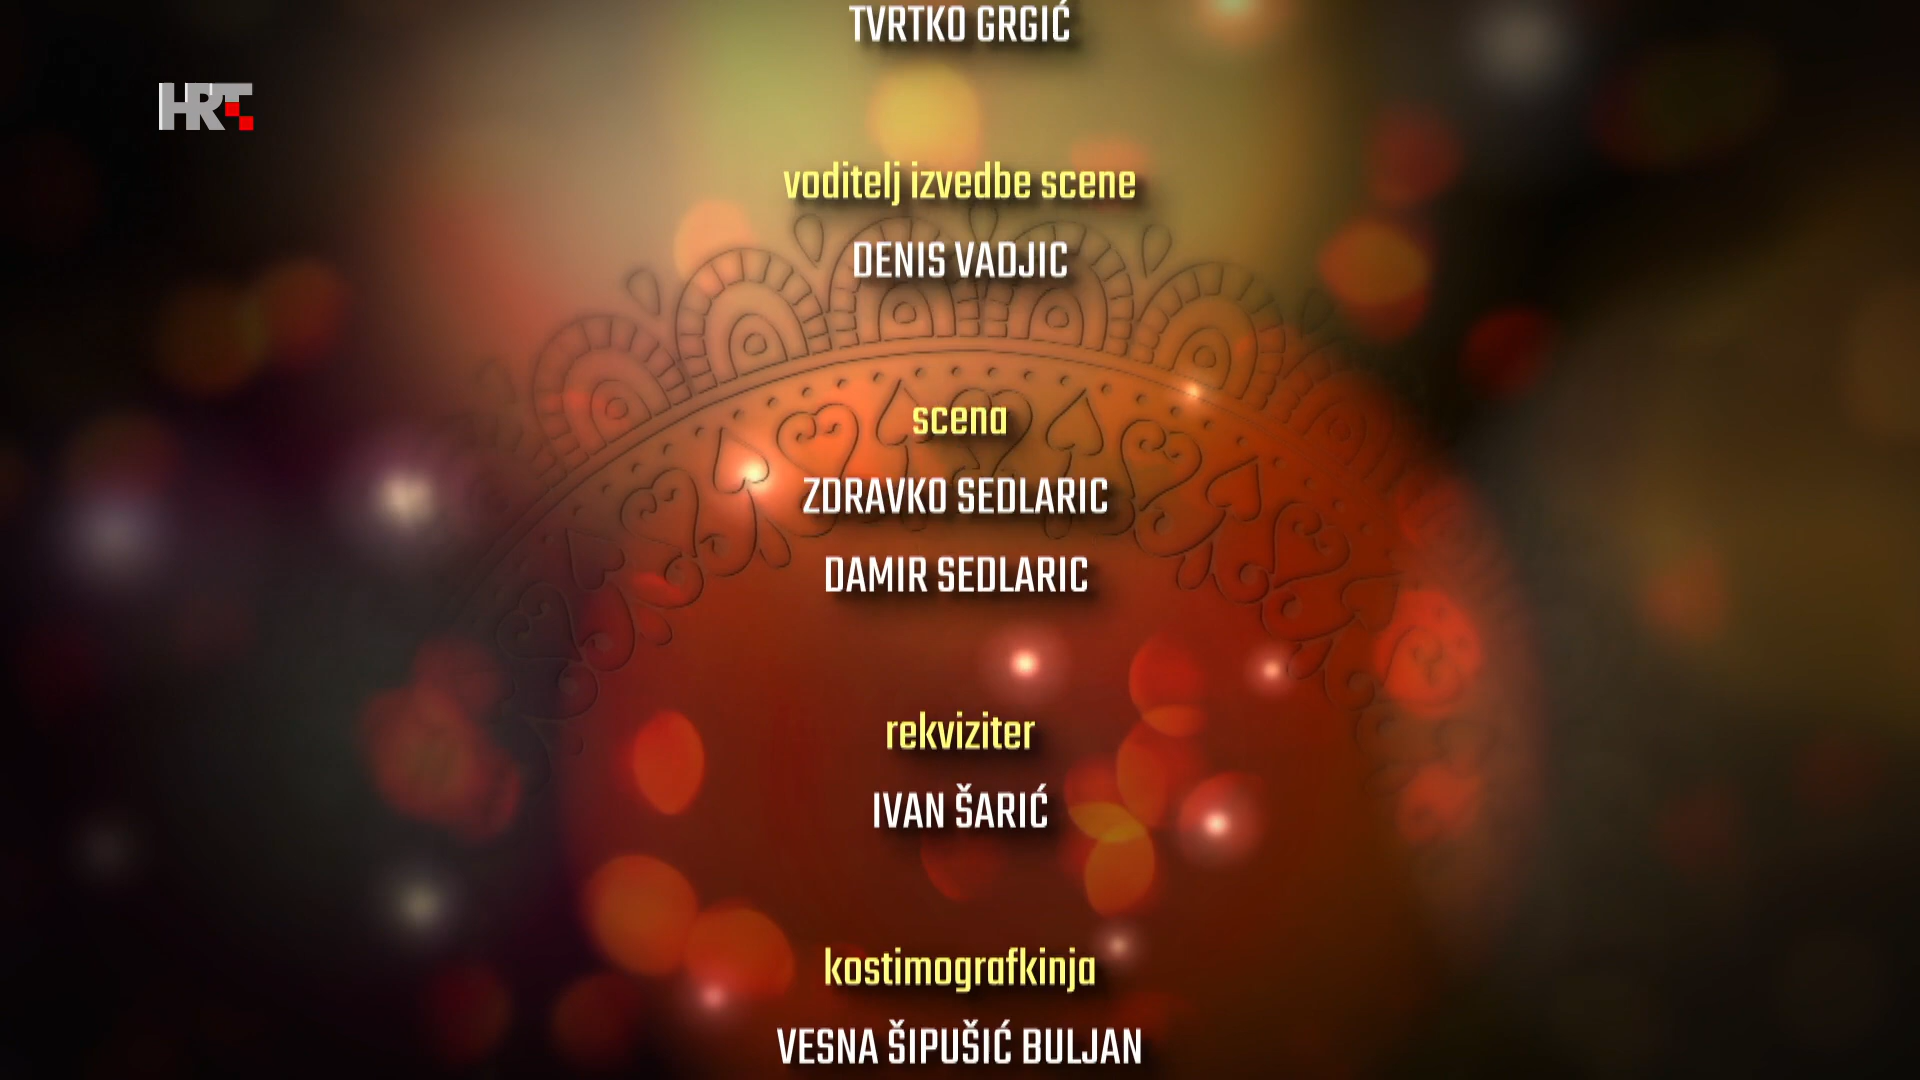 TVRTKO GRGIĆ
HRT
voditelj izvedbe scene
DENIS VADJIC
scena
ZDRAVKO SEDLARIC
DAMIR SEDLARIC
rekviziter
IVAN ŠARIĆ
kostimografkinja
VESNA ŠIPUŠIĆ BULJAN